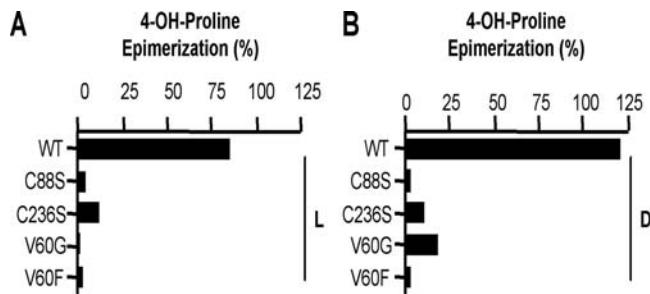 A
4-OH-Proline
Epimerization (%)
0 25 50 75 100 125
WT
C88S
C236S
V60G
V60F
L
B
4-OH-Proline
Epimerization (%)
0 25 50 75 100 125
WT
C88S
C236S
V60G
V60F
D